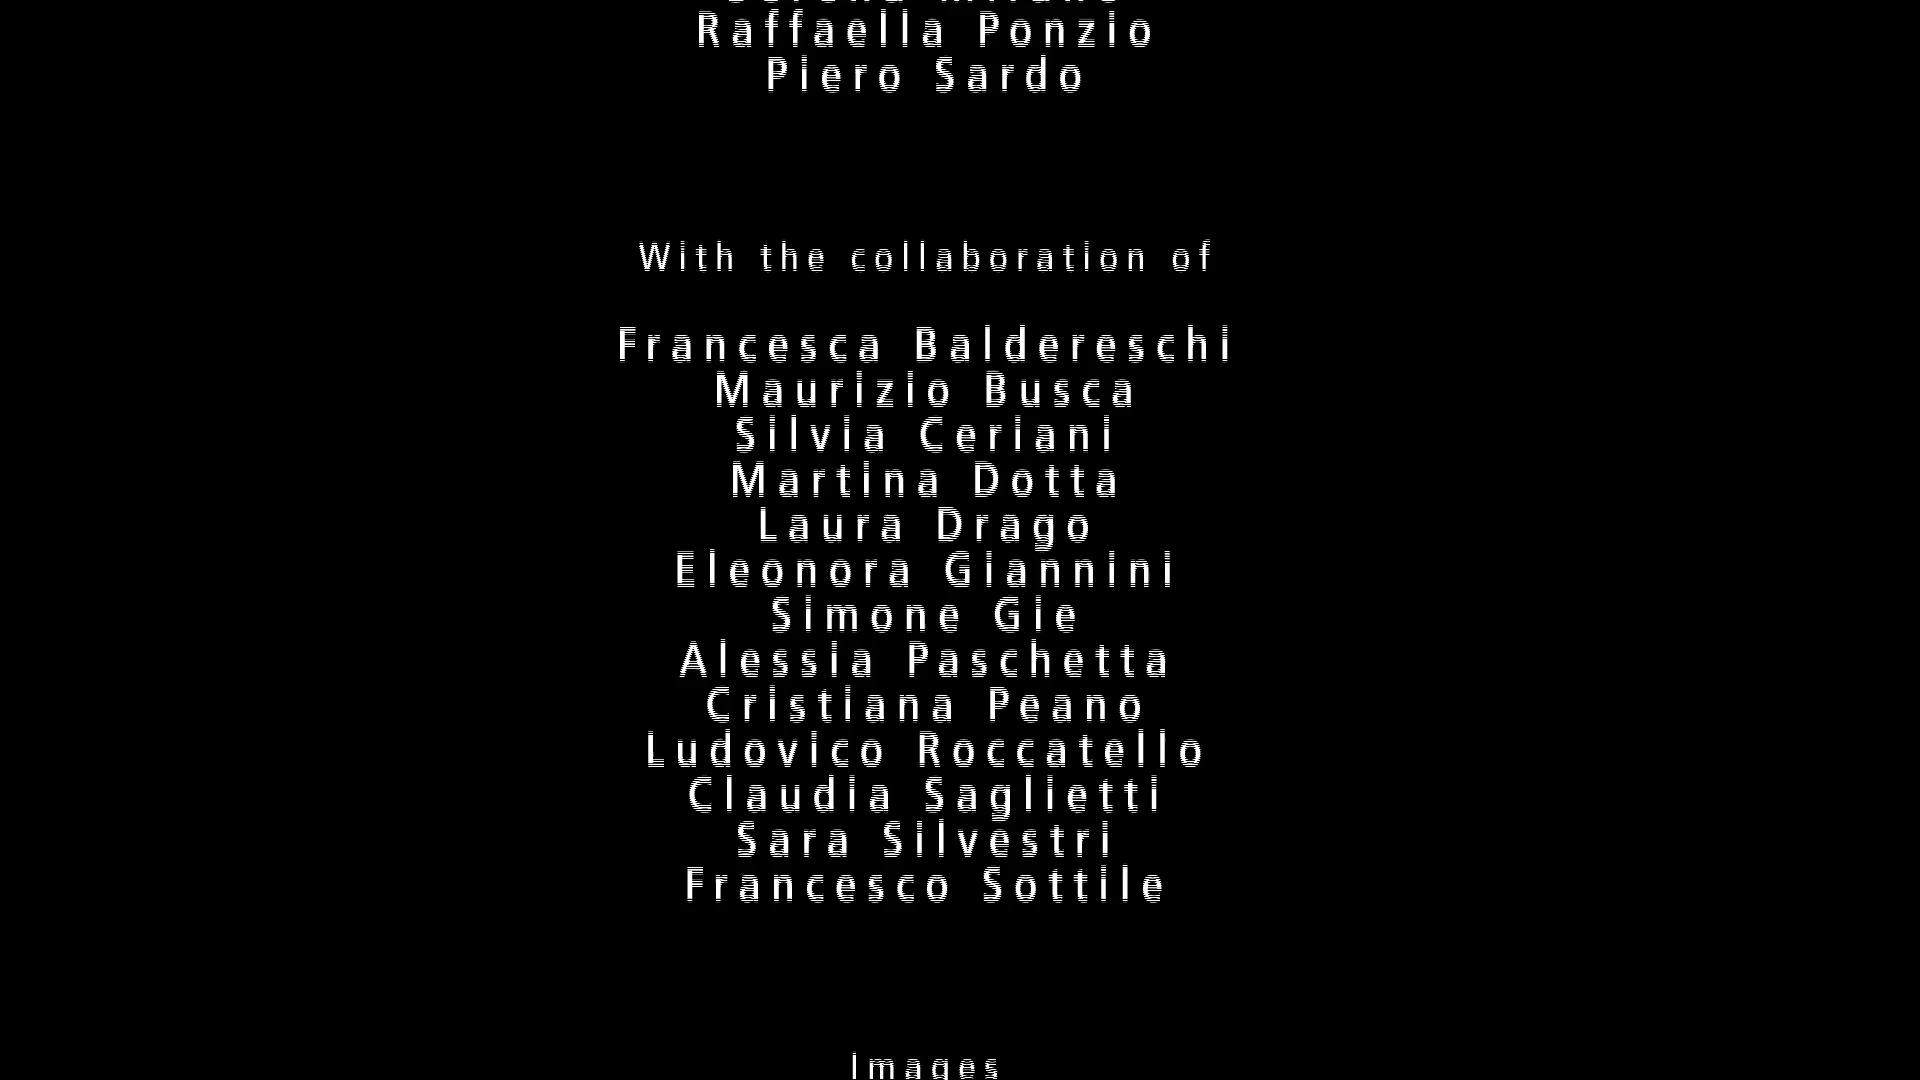 Raffaella Ponzio
Piero Sardo
With the collaboration of
Francesca Baldereschi
Maurizio Busca
Silvia Ceriani
Martina Dotta
Laura Drago
Eleonora Giannini
Simone Gie
Alessia Paschetta
Cristiana Peano
Ludovico Roccatello
Claudia Saglietti
Sara Silvestri
Francesco Sottile
Images